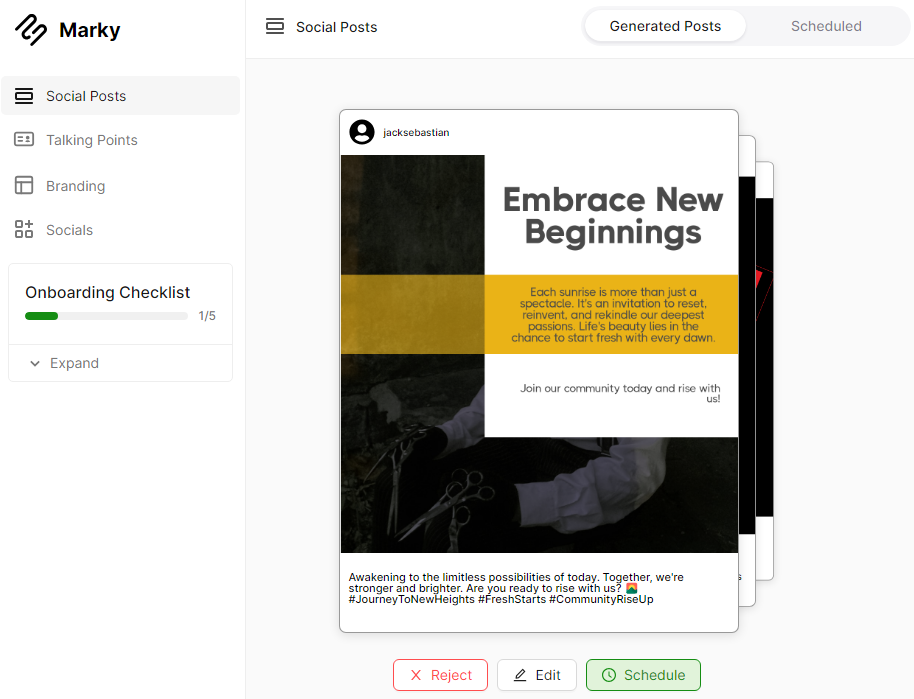 Marky
Social Posts
Generated Posts
Scheduled
Social Posts
Talking Points
Branding
Socials
Onboarding Checklist
1/5
Expand
jacksebastian
Embrace New
Beginnings
Each sunrise is more than just a
spectacle. It's an invitation to reset,
reinvent, and rekindle our deepest
passions. Life's beauty lies in the
chance to start fresh with every dawn.
Join our community today and rise with
us!
Awakening to the limitless possibilities of today. Together, we're
stronger and brighter. Are you ready to rise with us? 🌄
#JourneyToNewHeights #FreshStarts #CommunityRiseUp
s
Reject
Edit
Schedule